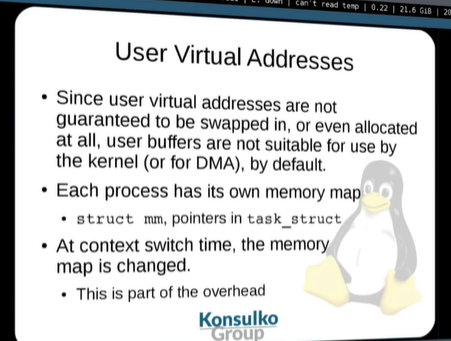 down | can't read temp | 0.22 | 21.6 GiB |
User Virtual Addresses
• Since user virtual addresses are not
guaranteed to be swapped in, or even allocated
at all, user buffers are not suitable for use by
the kernel (or for DMA), by default.
• Each process has its own memory map
• struct mm, pointers in task_struct
• At context switch time, the memory
map is changed.
• This is part of the overhead
Konsulko
Group